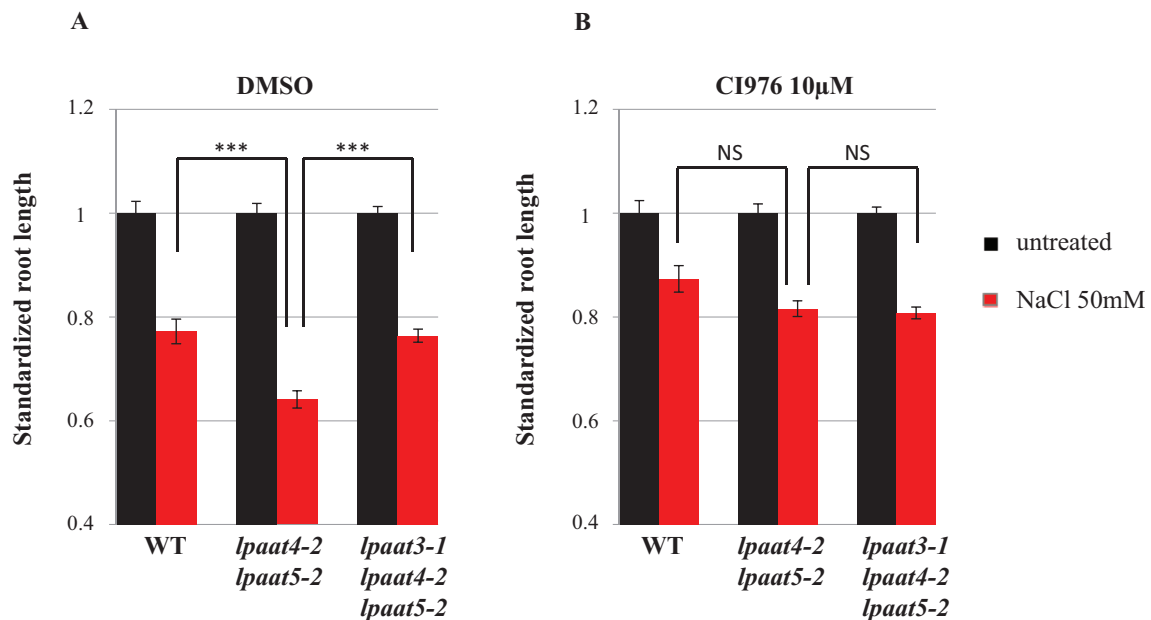 A
DMSO
Standardized root length
1.2
1
0.8
0.6
0.4
***
***
WT
lpaat4-2
lpaat5-2
lpaat3-1
lpaat4-2
lpaat5-2
B
CI976 10µM
Standardized root length
1.2
1
0.8
0.6
0.4
NS
NS
WT
lpaat4-2
lpaat5-2
lpaat3-1
lpaat4-2
lpaat5-2
untreated
NaCl 50mM